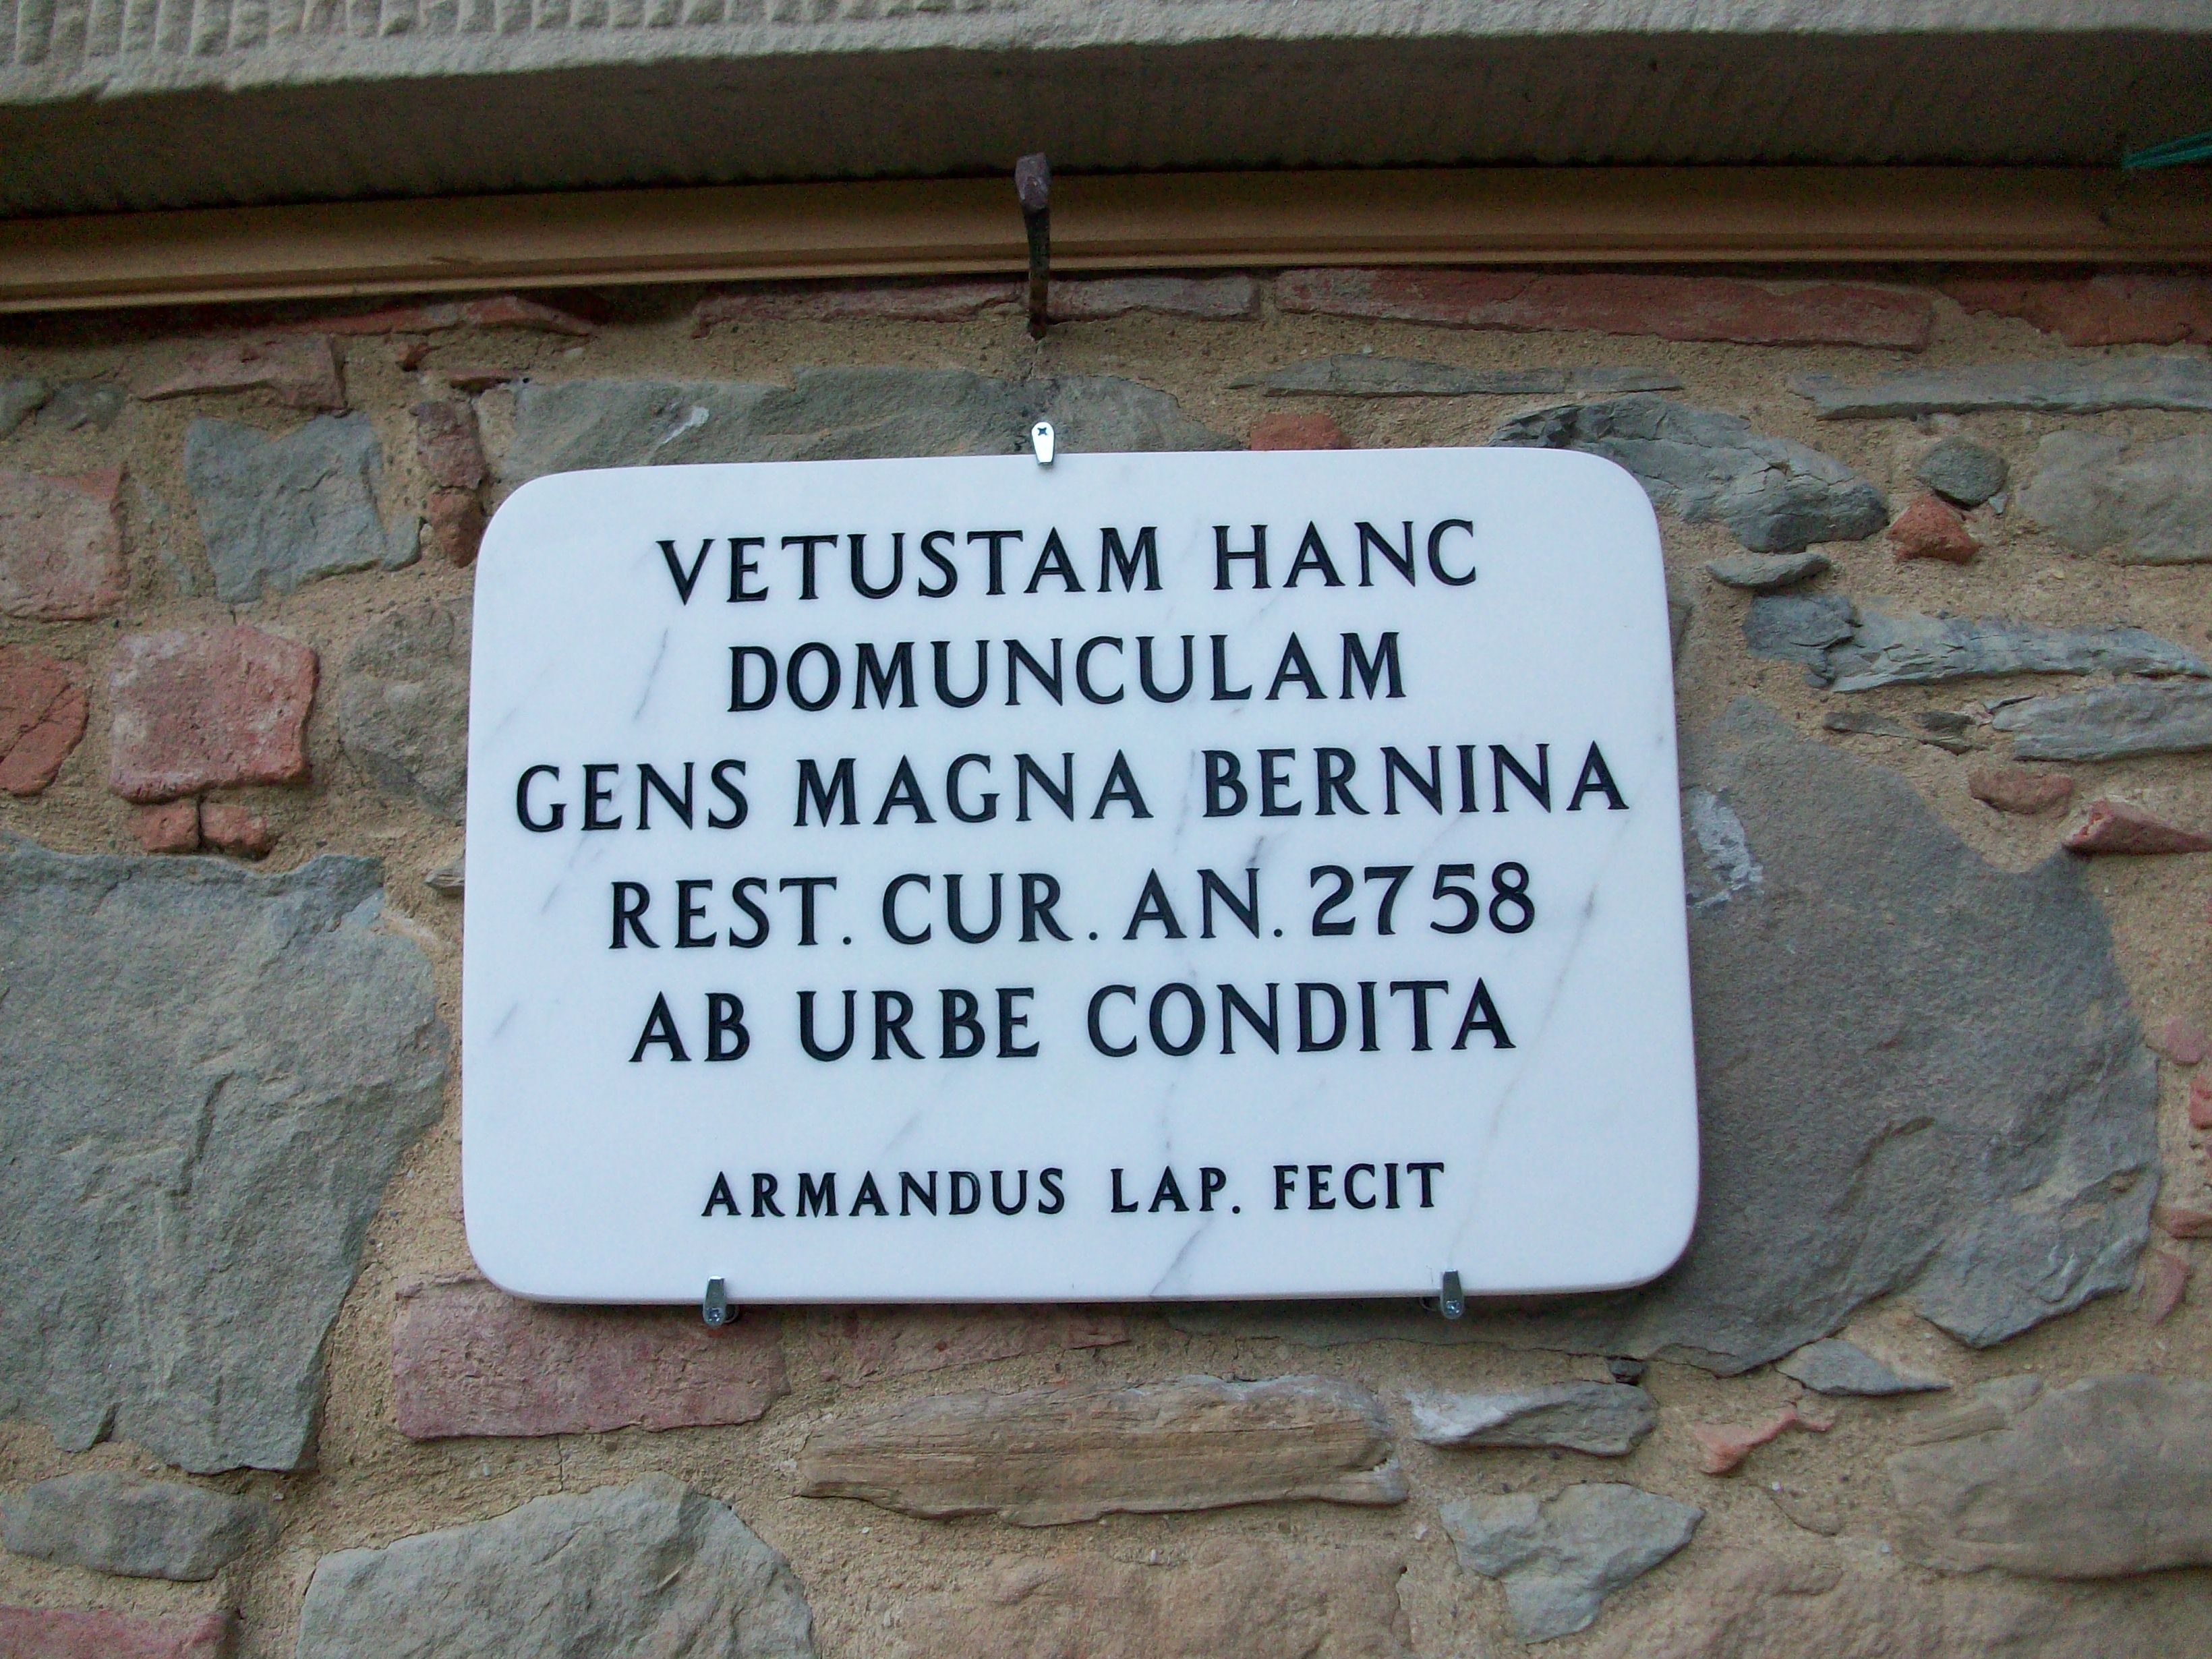 VETUSTAM HANC
DOMUNCULAM
GENS MAGNA BERNINA
REST. CUR. AN. 2758
AB URBE CONDITA
ARMANDUS LAP. FECIT